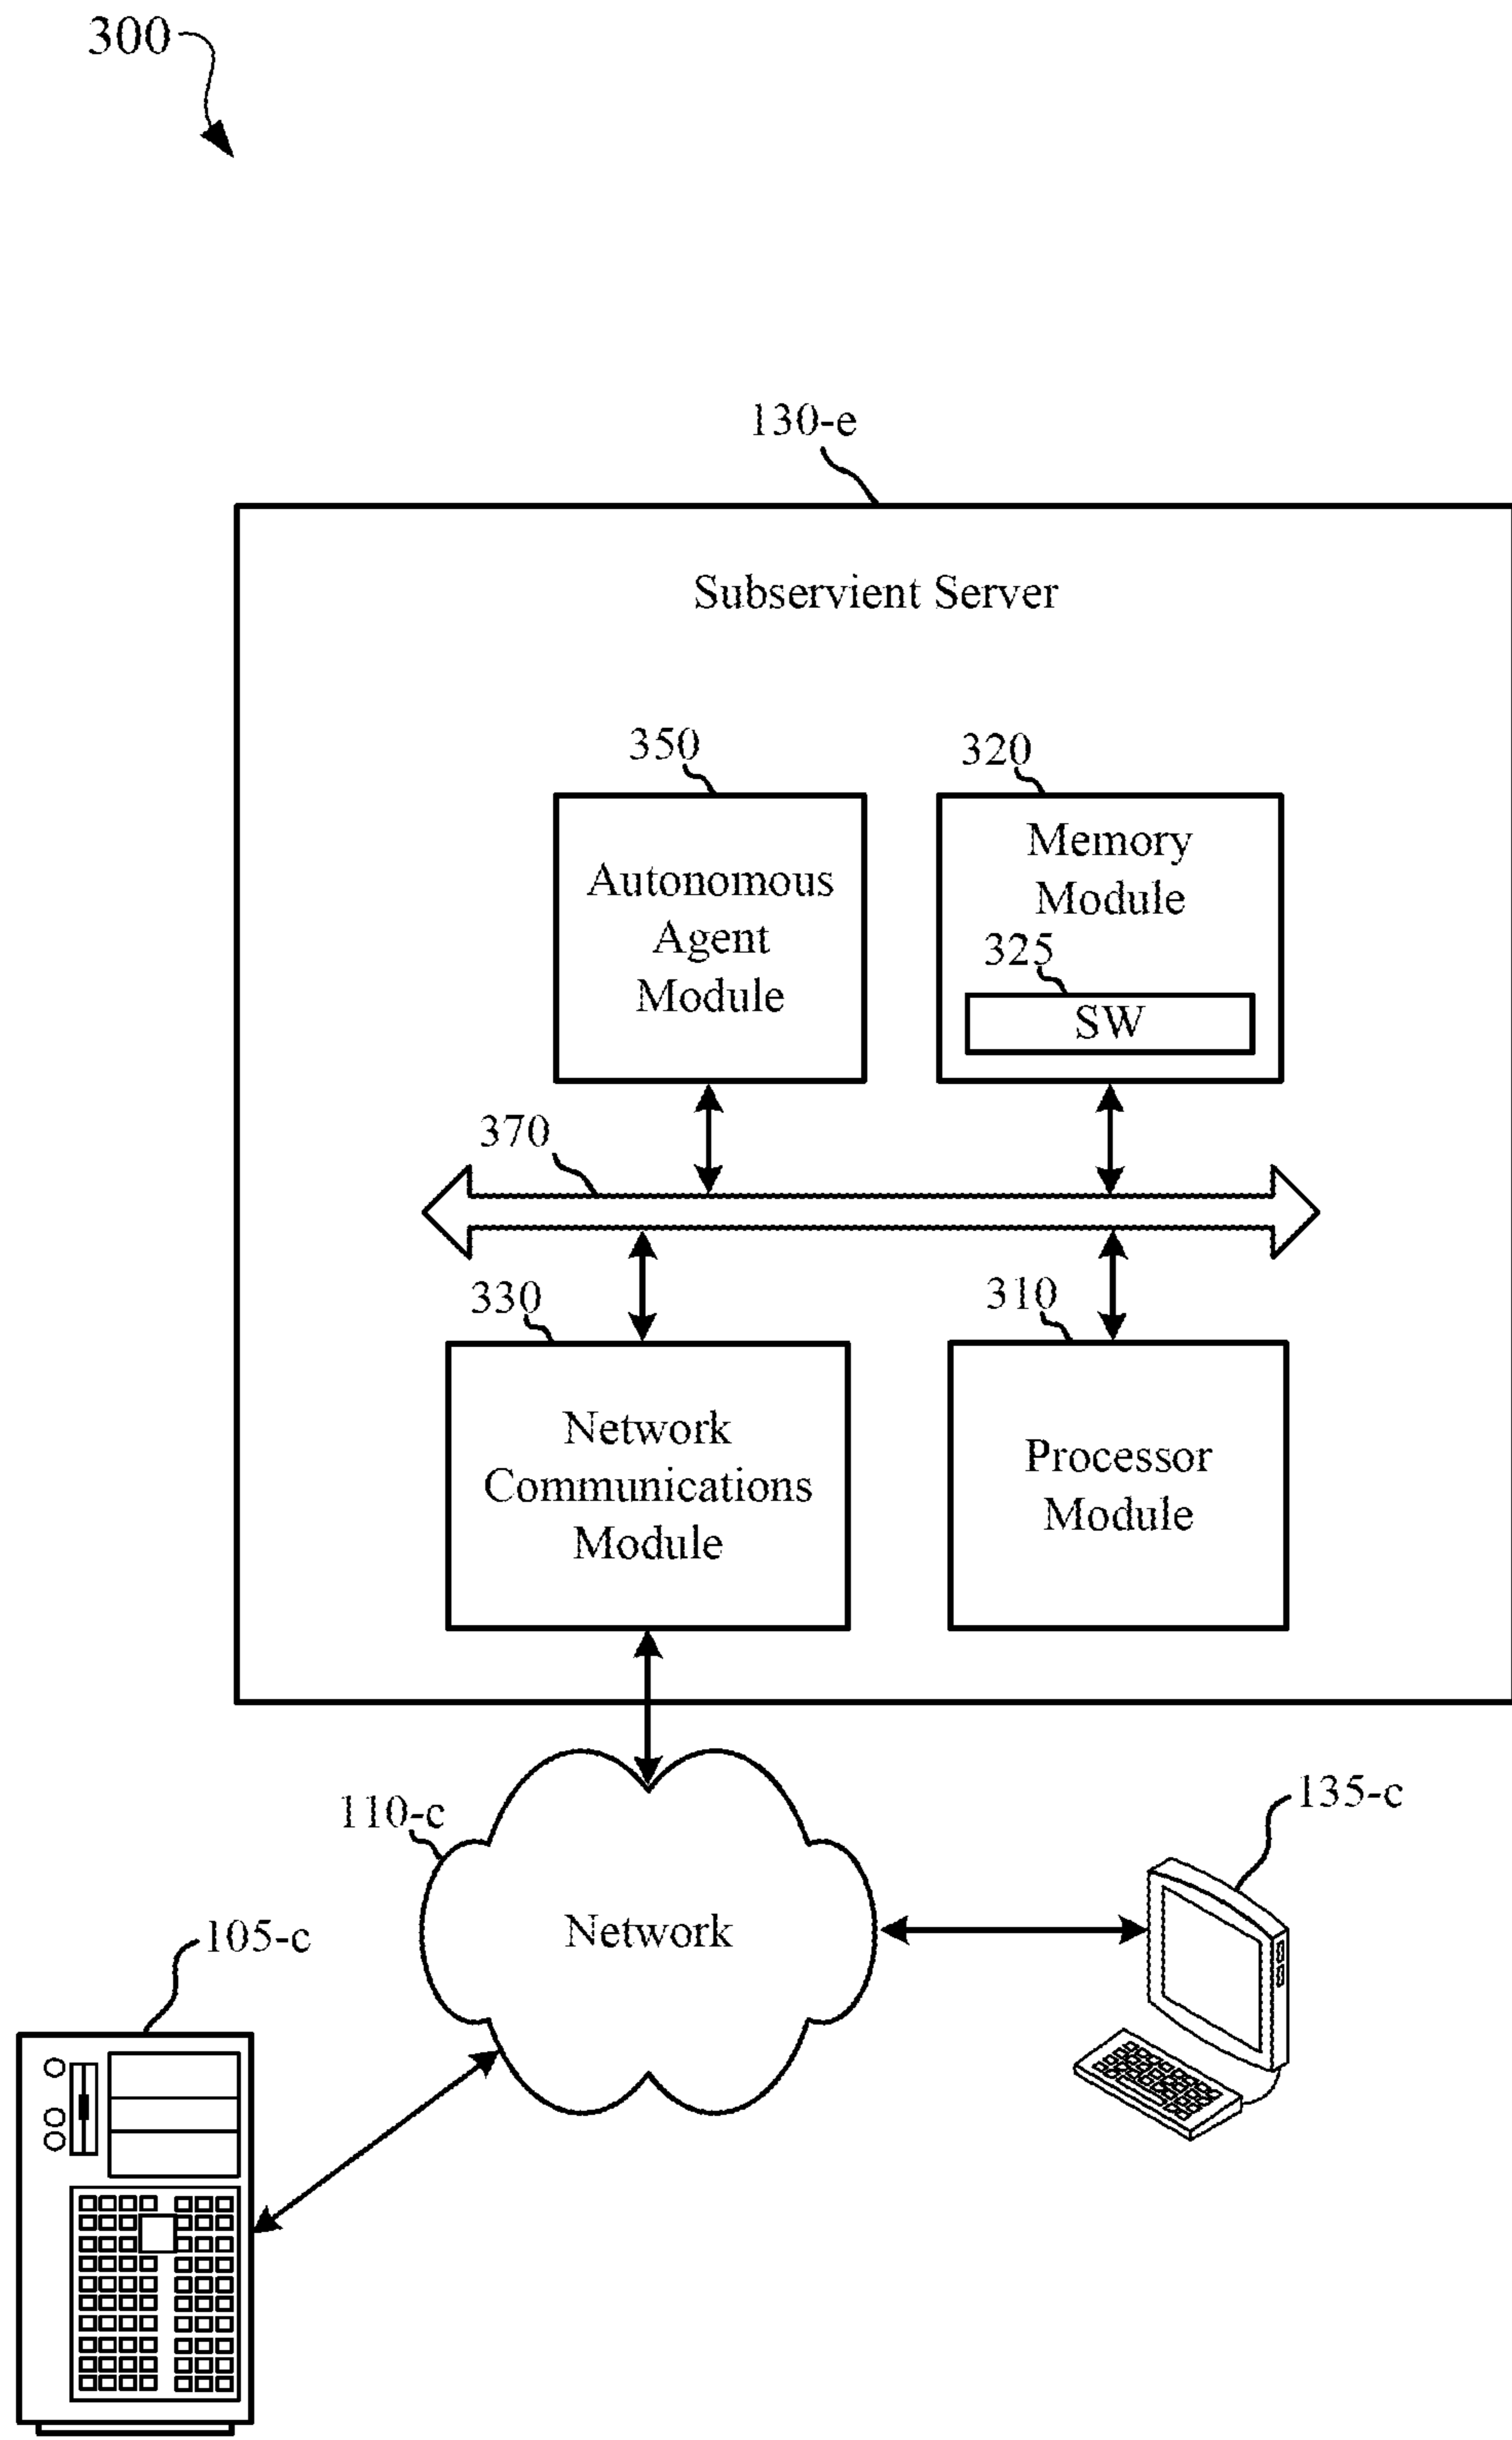 300
130-e
Subservient Server
350
320
Autonomous
Agent
Module
Memory
Module
325
SW
370
330
310
Network
Communications
Module
Processor
Module
110-c
135-c
Network
105-c